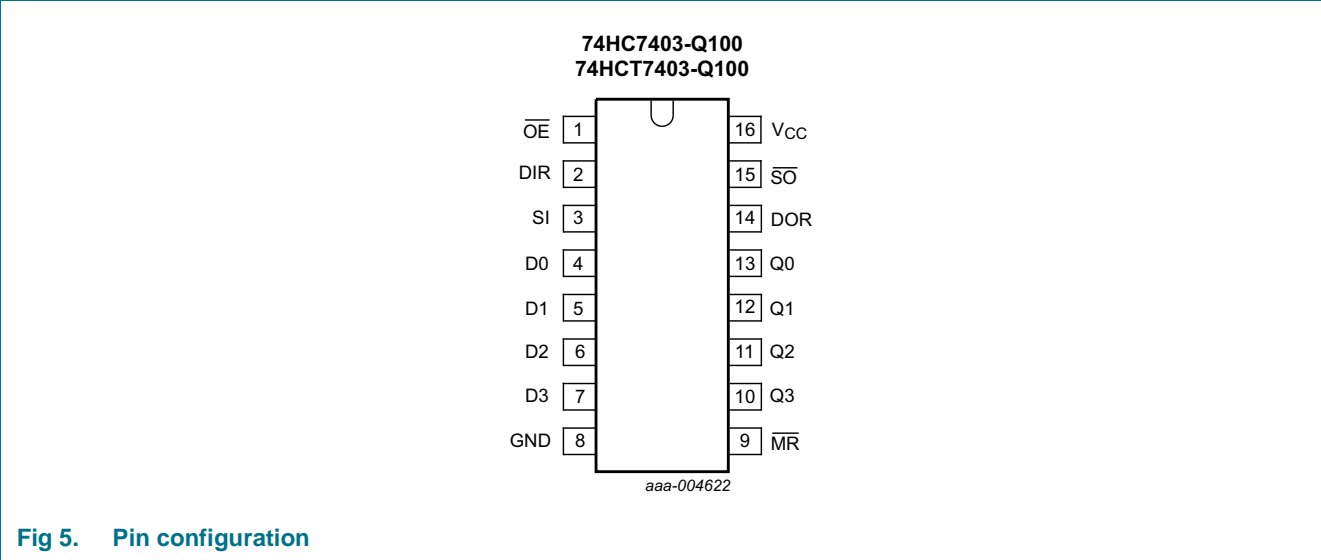 74HC7403-Q100
74HCT7403-Q100
OE 1 16 VCC
DIR 2 15 SO
SI 3 14 DOR
D0 4 13 Q0
D1 5 12 Q1
D2 6 11 Q2
D3 7 10 Q3
GND 8 9 MR
aaa-004622
Fig 5. Pin configuration